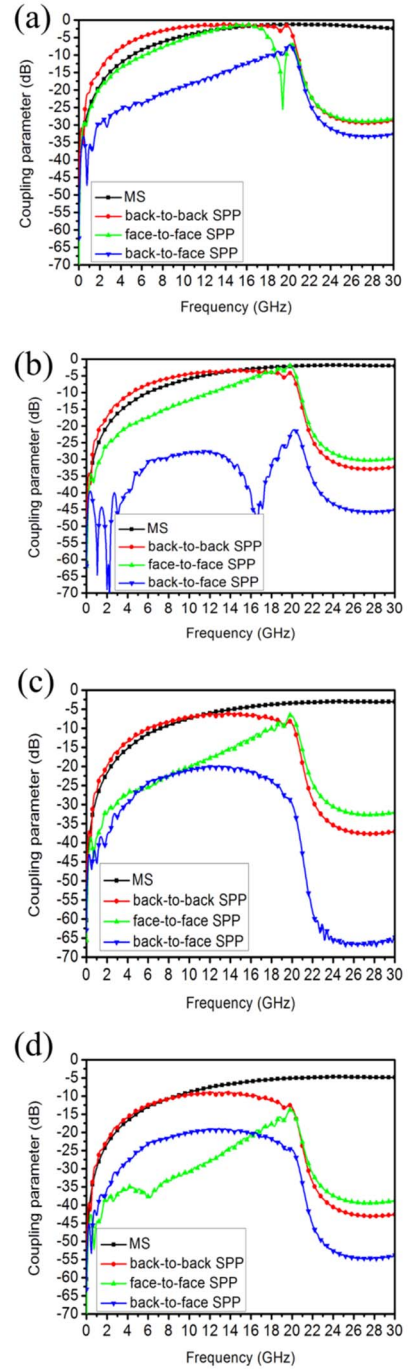 (a)
Coupling parameter (dB)
0
-5
-10
-15
-20
-25
-30
-35
-40
-45
-50
-55
-60
-65
-70
MS
back-to-back SPP
face-to-face SPP
back-to-face SPP
0 2 4 6 8 10 12 14 16 18 20 22 24 26 28 30
Frequency (GHz)
(b)
Coupling parameter (dB)
0
-5
-10
-15
-20
-25
-30
-35
-40
-45
-50
-55
-60
-65
-70
MS
back-to-back SPP
face-to-face SPP
back-to-face SPP
0 2 4 6 8 10 12 14 16 18 20 22 24 26 28 30
Frequency (GHz)
(c)
Coupling parameter (dB)
0
-5
-10
-15
-20
-25
-30
-35
-40
-45
-50
-55
-60
-65
-70
MS
back-to-back SPP
face-to-face SPP
back-to-face SPP
0 2 4 6 8 10 12 14 16 18 20 22 24 26 28 30
Frequency (GHz)
(d)
Coupling parameter (dB)
0
-5
-10
-15
-20
-25
-30
-35
-40
-45
-50
-55
-60
-65
-70
MS
back-to-back SPP
face-to-face SPP
back-to-face SPP
0 2 4 6 8 10 12 14 16 18 20 22 24 26 28 30
Frequency (GHz)